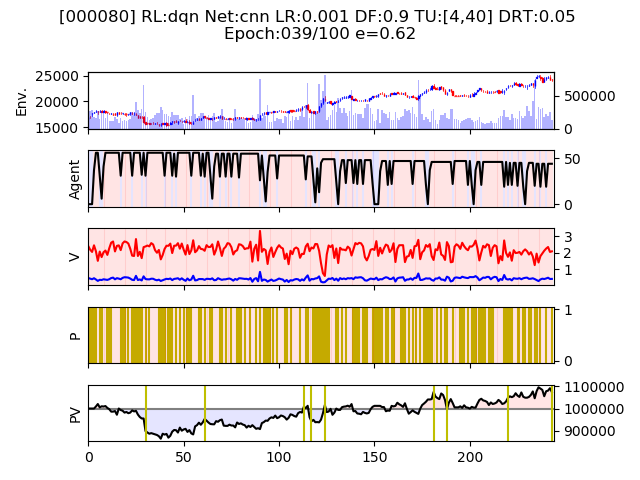 [000080] RL:dqn Net:cnn LR:0.001 DF:0.9 TU:[4,40] DRT:0.05
Epoch:039/100 e=0.62
Env.
25000
20000
15000
500000
0
Agent
50
0
V
3
2
1
P
1
0
PV
1100000
1000000
900000
0 50 100 150 200